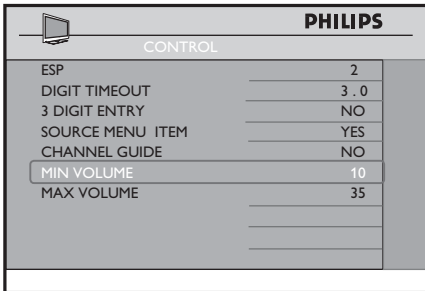 PHILIPS
CONTROL
ESP 2
DIGIT TIMEOUT 3 . 0
3 DIGIT ENTRY NO
SOURCE MENU ITEM YES
CHANNEL GUIDE NO
MIN VOLUME 10
MAX VOLUME 35